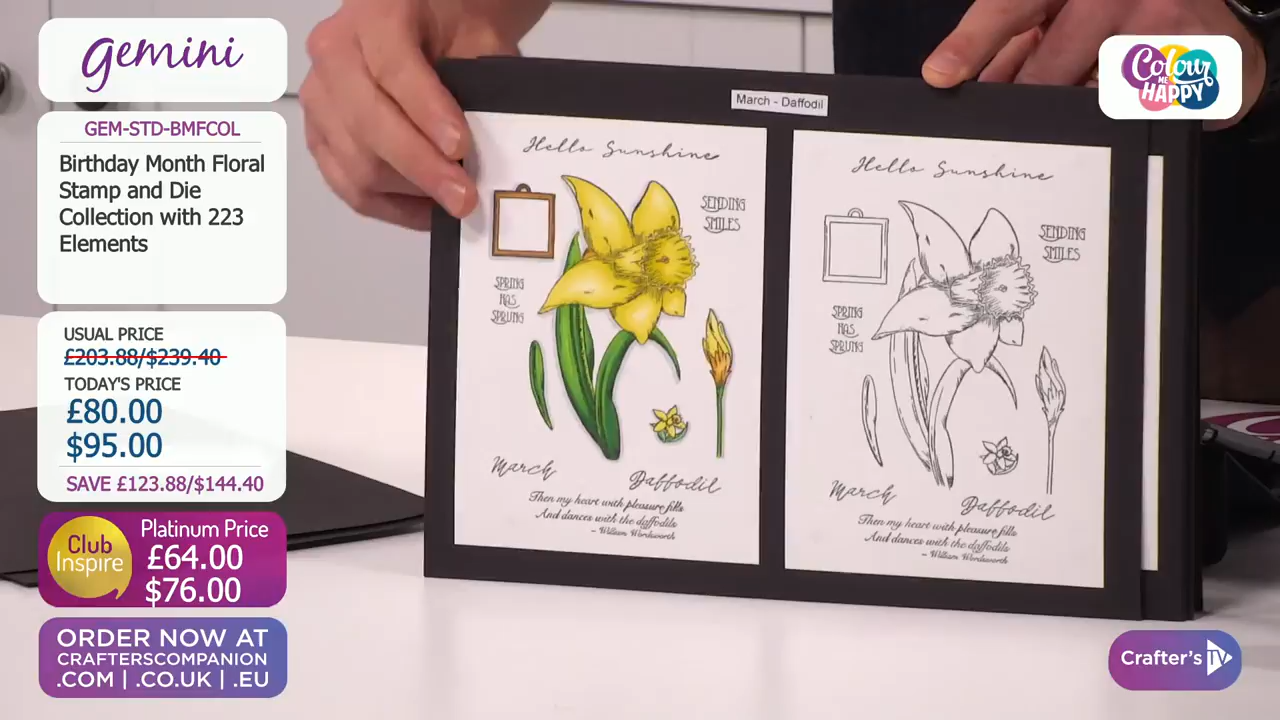 gemini
GEM-STD-BMFCOL
Birthday Month Floral
Stamp and Die
Collection with 223
Elements
USUAL PRICE
£203.88/$239.40
TODAY'S PRICE
£80.00
$95.00
SAVE £123.88/$144.40
Club
Inspire
Platinum Price
£64.00
$76.00
ORDER NOW AT
CRAFTERSCOMPANION
.COM | .CO.UK | .EU
March - Daffodil
Hello Sunshine
SENDING
SMILES
SPRING
HAS
SPRUNG
March
Daffodil
Then my heart with pleasure fills
And dances with the daffodils
~ William Wordsworth
Hello Sunshine
SENDING
SMILES
SPRING
HAS
SPRUNG
March
Daffodil
Then my heart with pleasure fills
And dances with the daffodils
~ William Wordsworth
Colour
ME
HAPPY
Crafter's TV